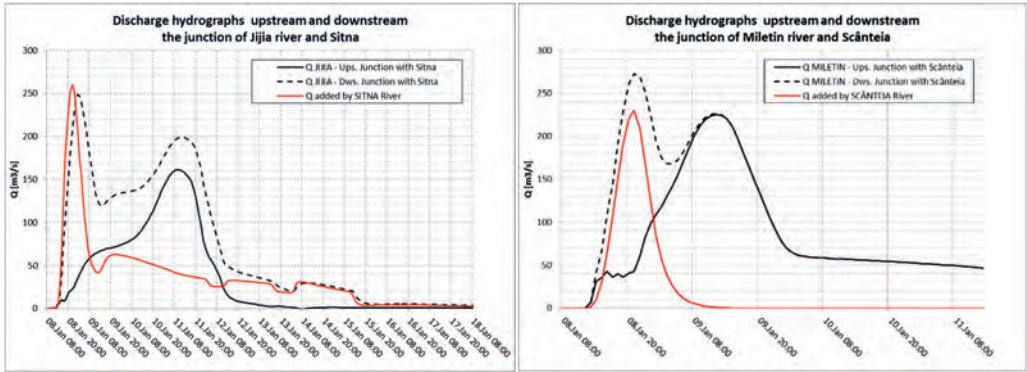 Discharge hydrographs upstream and downstream
the junction of Jijia river and Sitna
300
250
200
150
100
50
0
Q [m3/s]
Q JIJIA - Ups. Junction with Sitna
Q JIJIA - Dws. Junction with Sitna
Q added by SITNA River
08.Jan 08:00
08.Jan 20:00
09.Jan 08:00
09.Jan 20:00
10.Jan 08:00
10.Jan 20:00
11.Jan 08:00
11.Jan 20:00
12.Jan 08:00
12.Jan 20:00
13.Jan 08:00
13.Jan 20:00
14.Jan 08:00
14.Jan 20:00
15.Jan 08:00
15.Jan 20:00
16.Jan 08:00
16.Jan 20:00
17.Jan 08:00
17.Jan 20:00
18.Jan 08:00
Discharge hydrographs upstream and downstream
the junction of Miletin river and Scânteia
300
250
200
150
100
50
0
Q [m3/s]
Q MILETIN - Ups. Junction with Scânteia
Q MILETIN - Dws. Junction with Scânteia
Q added by SCÂNTEIA River
08.Jan 08:00
08.Jan 20:00
09.Jan 08:00
09.Jan 20:00
10.Jan 08:00
10.Jan 20:00
11.Jan 08:00